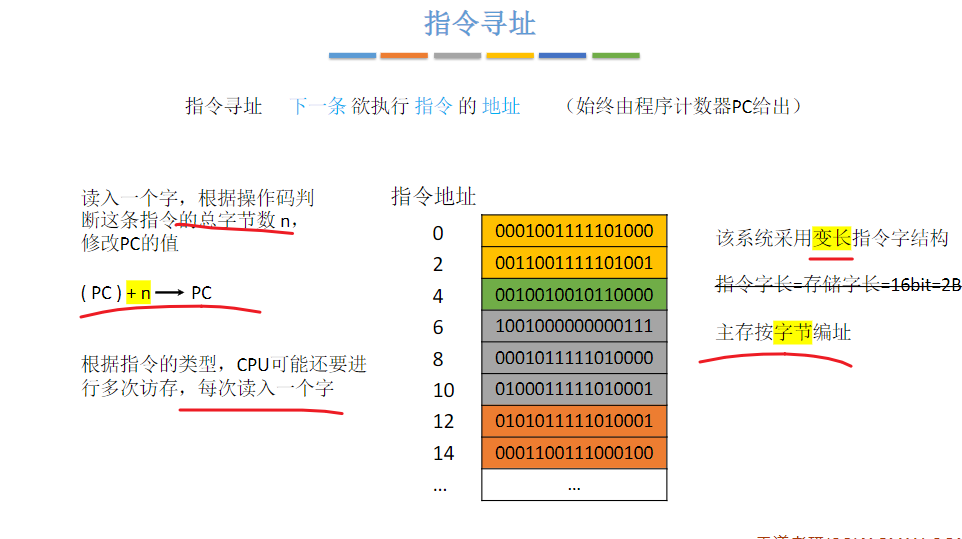 指令寻址
指令寻址 下一条 欲执行 指令 的 地址 （始终由程序计数器PC给出）
读入一个字，根据操作码判
断这条指令的总字节数 n，
修改PC的值
( PC ) + n → PC
根据指令的类型，CPU可能还要进
行多次访存，每次读入一个字
指令地址
0 0001001111101000
2 0011001111101001
4 0010010010110000
6 1001000000000111
8 0001011111010000
10 0100011111010001
12 0101011111010001
14 0001100111000100
... ...
该系统采用变长指令字结构
指令字长=存储字长=16bit=2B
主存按字节编址